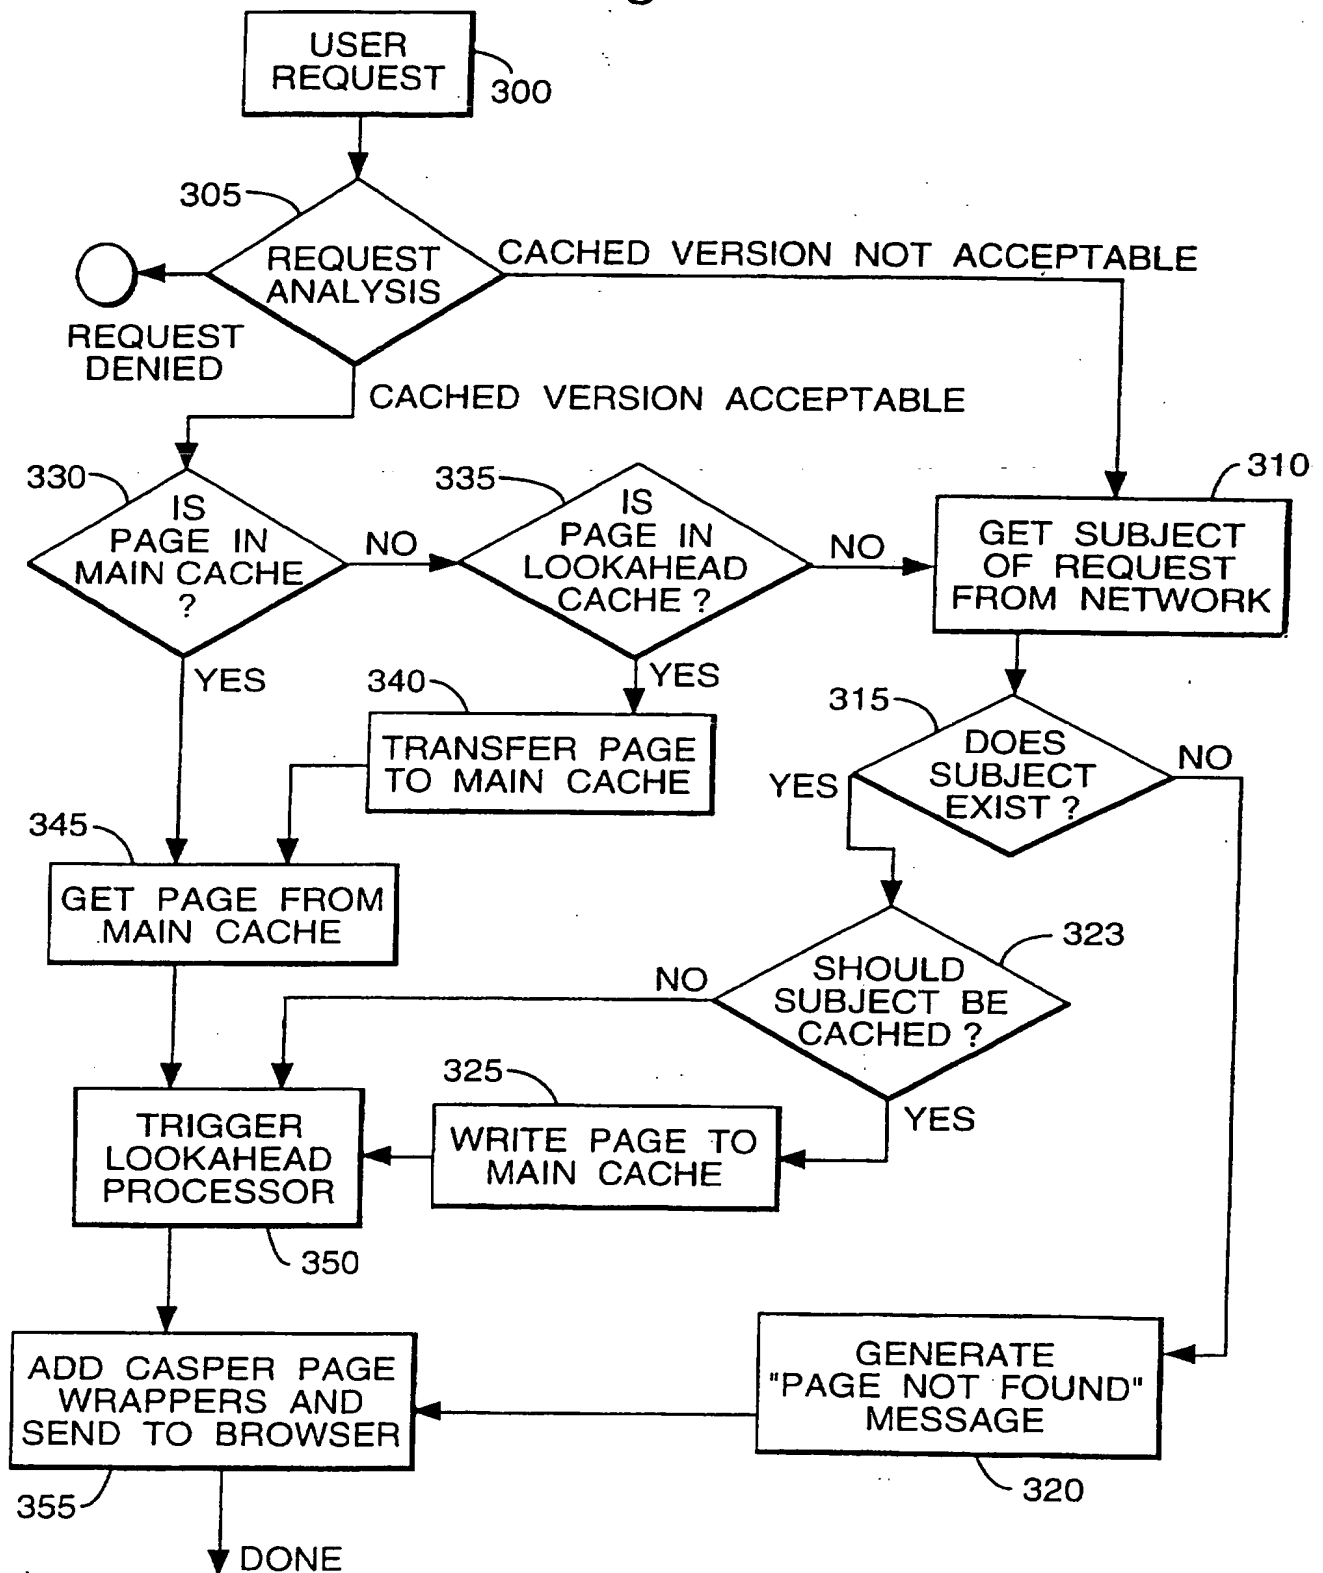 USER
REQUEST
300
305
REQUEST
ANALYSIS
CACHED VERSION NOT ACCEPTABLE
REQUEST
DENIED
CACHED VERSION ACCEPTABLE
330
IS
PAGE IN
MAIN CACHE
?
NO
335
IS
PAGE IN
LOOKAHEAD
CACHE ?
NO
310
GET SUBJECT
OF REQUEST
FROM NETWORK
YES
YES
340
TRANSFER PAGE
TO MAIN CACHE
315
DOES
SUBJECT
EXIST ?
YES
NO
345
GET PAGE FROM
MAIN CACHE
323
SHOULD
SUBJECT BE
CACHED ?
NO
YES
325
WRITE PAGE TO
MAIN CACHE
TRIGGER
LOOKAHEAD
PROCESSOR
350
ADD CASPER PAGE
WRAPPERS AND
SEND TO BROWSER
355
GENERATE
"PAGE NOT FOUND"
MESSAGE
320
DONE